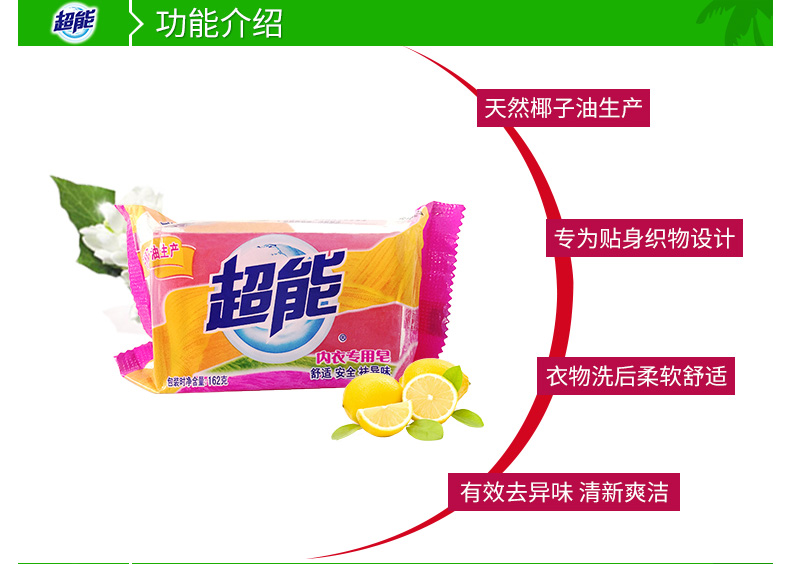 超能
功能介绍
天然椰子油生产
专为贴身织物设计
油生产
超能
®
内衣专用皂
舒适 安全 祛异味
包装时净含量:162克
衣物洗后柔软舒适
有效去异味 清新爽洁